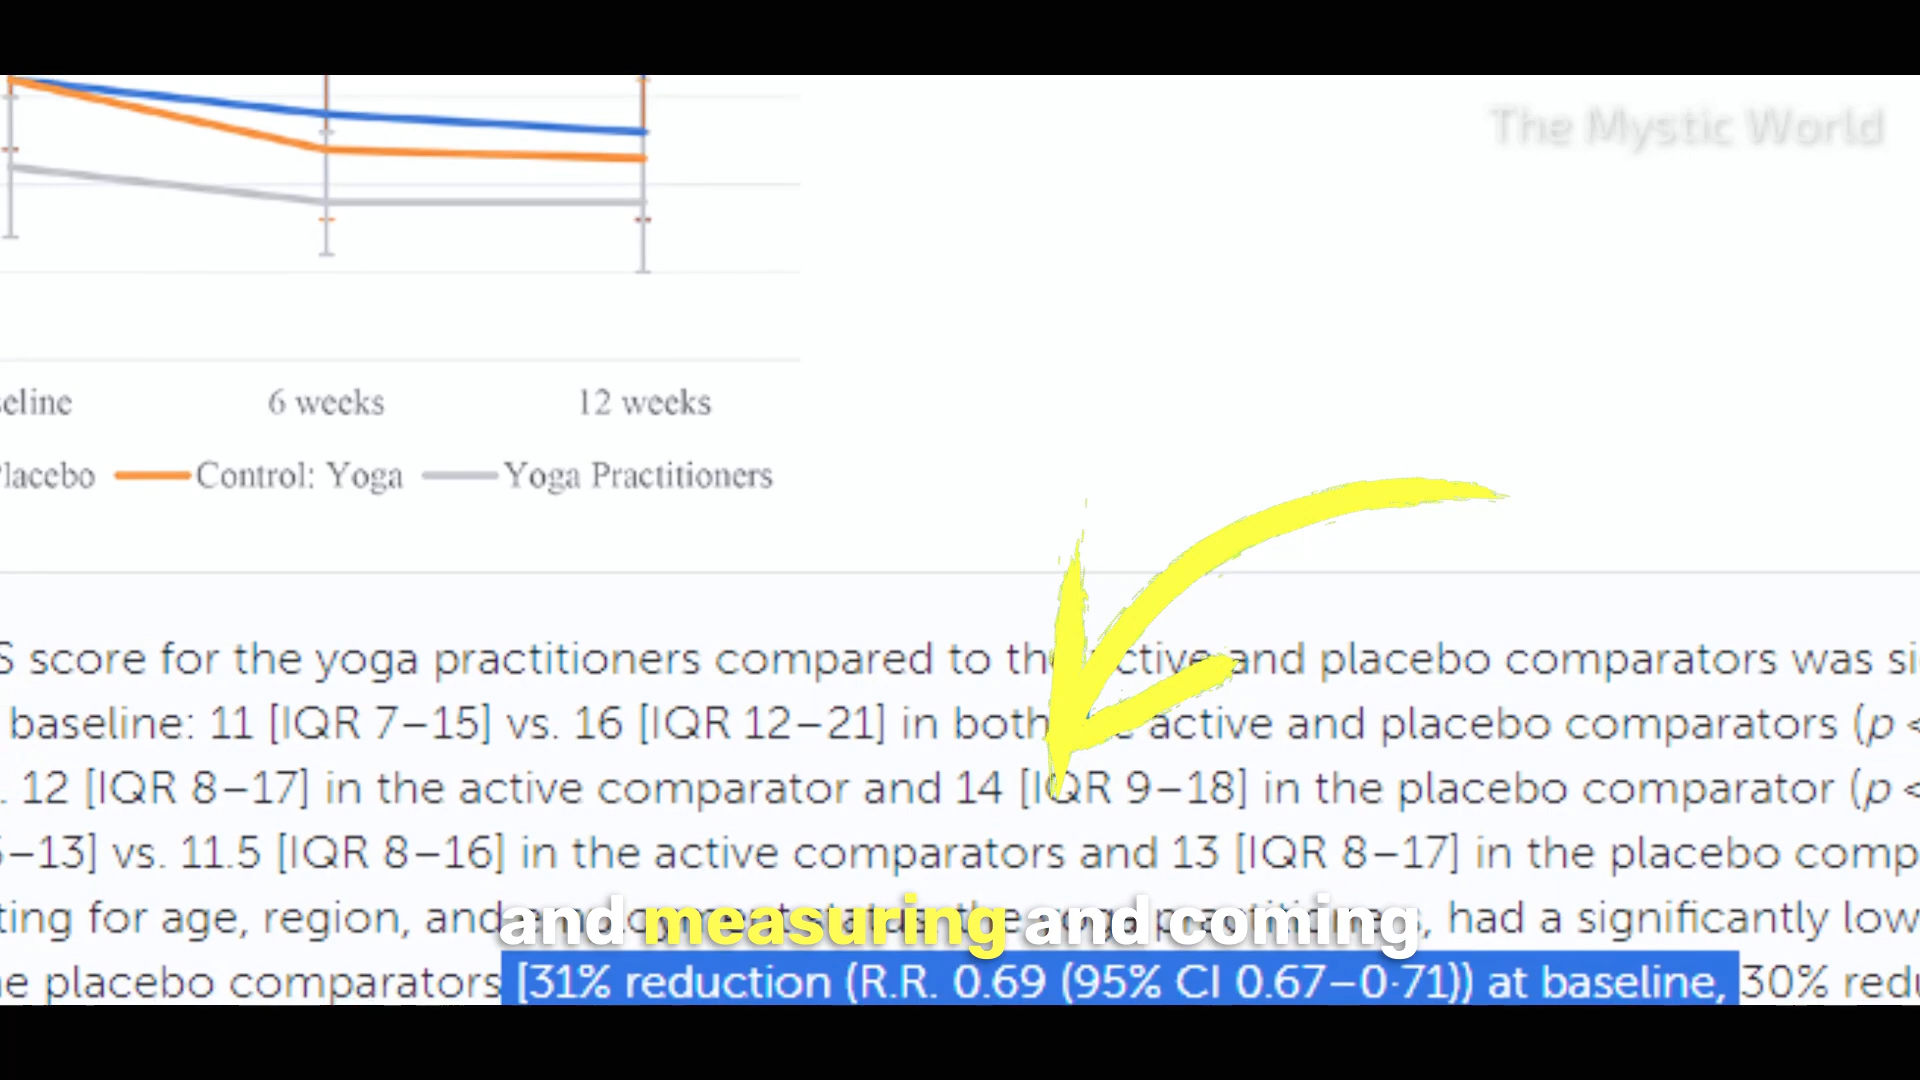 The Mystic World
seline
6 weeks
12 weeks
Placebo
Control: Yoga
Yoga Practitioners
S score for the yoga practitioners compared to the active and placebo comparators was si
baseline: 11 [IQR 7–15] vs. 16 [IQR 12–21] in both active and placebo comparators (p <
. 12 [IQR 8–17] in the active comparator and 14 [IQR 9–18] in the placebo comparator (p <
–13] vs. 11.5 [IQR 8–16] in the active comparators and 13 [IQR 8–17] in the placebo comp
ting for age, region, and
, had a significantly low
and measuring and coming
e placebo comparators [31% reduction (R.R. 0.69 (95% CI 0.67–0·71)) at baseline, 30% redu